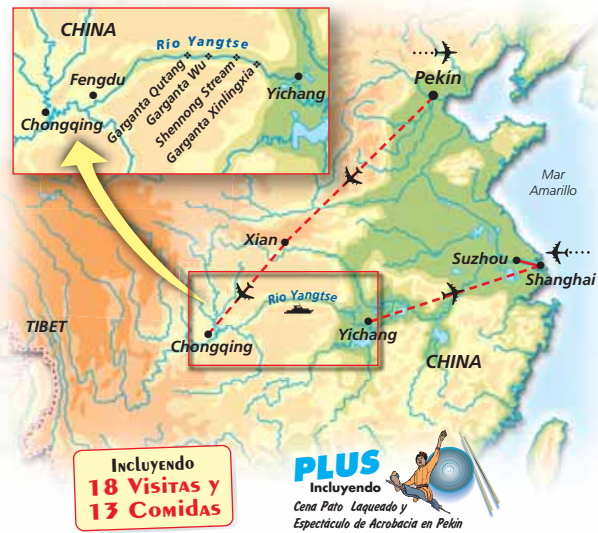 CHINA
Río Yangtse
Fengdu
Garganta Qutang
Garganta Wu
Shennong Stream
Garganta Xinlingxia
Yichang
Chongqing
Pekín
Mar
Amarillo
Xian
Suzhou
Shanghai
Río Yangtse
TIBET
Chongqing
Yichang
CHINA
Incluyendo
18 Visitas y
13 Comidas
PLUS
Incluyendo
Cena Pato Laqueado y
Espectáculo de Acrobacia en Pekín